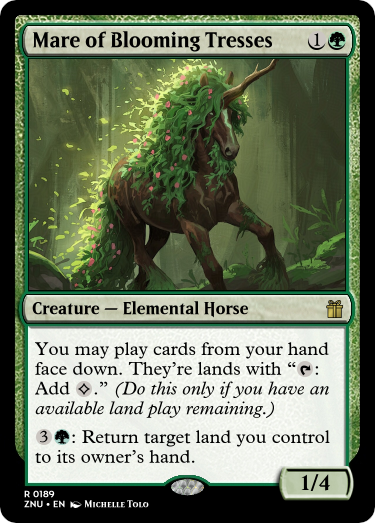 Mare of Blooming Tresses 1
Creature — Elemental Horse
You may play cards from your hand
face down. They're lands with “: 
Add .” (Do this only if you have an
available land play remaining.)
3: Return target land you control
to its owner's hand.
1/4
R 0189
ZNU • EN Michelle Tolo